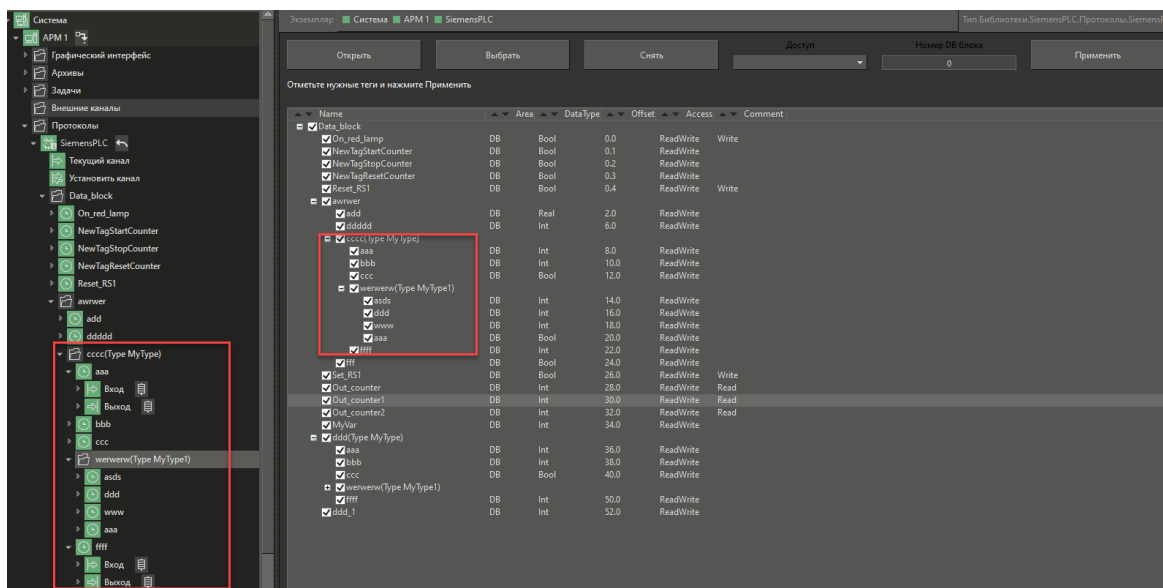 Система
АРМ 1
Графический интерфейс
Архивы
Задачи
Внешние каналы
Протоколы
SiemensPLC
Текущий канал
Установить канал
Data_block
On_red_lamp
NewTagStartCounter
NewTagStopCounter
NewTagResetCounter
Reset_RS1
awrwer
add
ddddd
cccc(Type MyType)
aaa
Вход
Выход
bbb
ccc
werwerw(Type MyType1)
asds
ddd
www
aaa
ffff
Вход
Выход
Экземпляр Система АРМ 1 SiemensPLC
Тип Библиотеки.SiemensPLC.Протоколы.Siemens
Открыть Выбрать Снять Доступ Номер DB блока Применить
0
Отметьте нужные теги и нажмите Применить
Name Area DataType Offset Access Comment
Data_block
On_red_lamp DB Bool 0.0 ReadWrite Write
NewTagStartCounter DB Bool 0.1 ReadWrite
NewTagStopCounter DB Bool 0.2 ReadWrite
NewTagResetCounter DB Bool 0.3 ReadWrite
Reset_RS1 DB Bool 0.4 ReadWrite Write
awrwer
add DB Real 2.0 ReadWrite
ddddd DB Int 6.0 ReadWrite
cccc(Type MyType)
aaa DB Int 8.0 ReadWrite
bbb DB Int 10.0 ReadWrite
ccc DB Bool 12.0 ReadWrite
werwerw(Type MyType1)
asds DB Int 14.0 ReadWrite
ddd DB Int 16.0 ReadWrite
www DB Int 18.0 ReadWrite
aaa DB Bool 20.0 ReadWrite
ffff DB Int 22.0 ReadWrite
fff DB Bool 24.0 ReadWrite
Set_RS1 DB Bool 26.0 ReadWrite Write
Out_counter DB Int 28.0 ReadWrite Read
Out_counter1 DB Int 30.0 ReadWrite Read
Out_counter2 DB Int 32.0 ReadWrite Read
MyVar DB Int 34.0 ReadWrite
ddd(Type MyType)
aaa DB Int 36.0 ReadWrite
bbb DB Int 38.0 ReadWrite
ccc DB Bool 40.0 ReadWrite
werwerw(Type MyType1)
ffff DB Int 50.0 ReadWrite
ddd_1 DB Int 52.0 ReadWrite